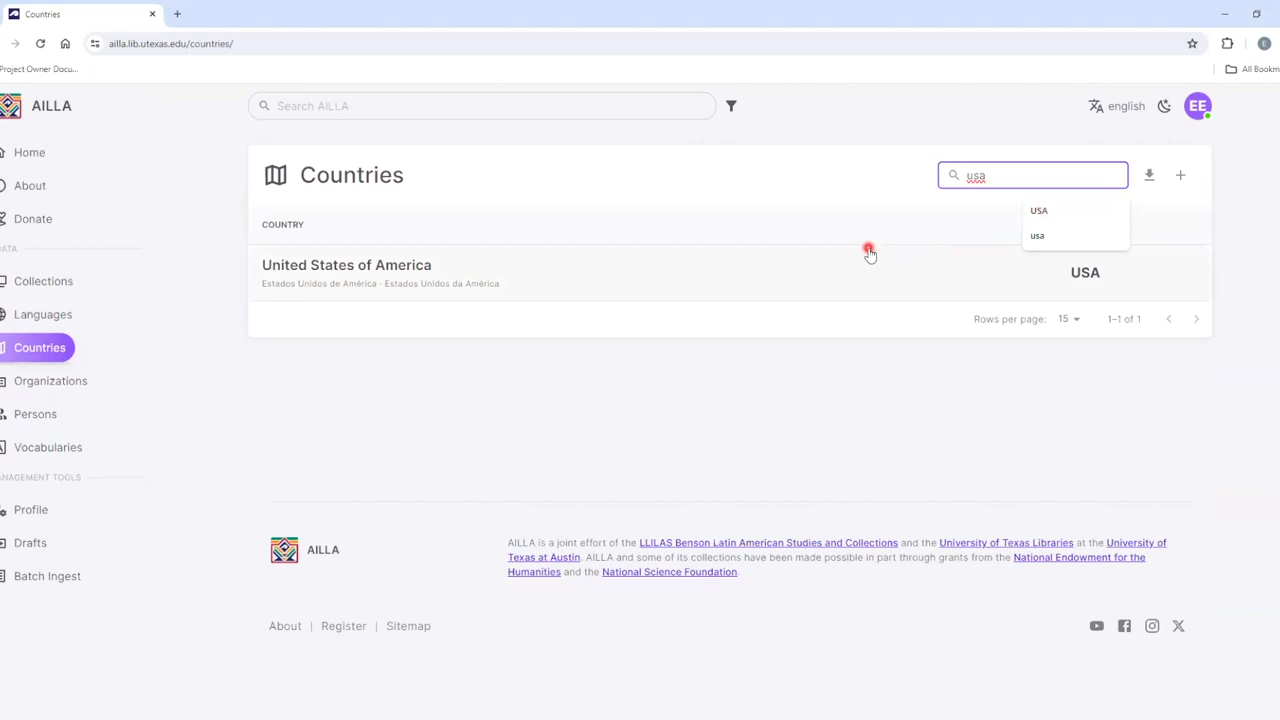 Countries
ailla.lib.utexas.edu/countries/
Project Owner Docu...
All Bookm
AILLA
Search AILLA
english
EE
Home
About
Donate
DATA
Collections
Languages
Countries
Organizations
Persons
Vocabularies
MANAGEMENT TOOLS
Profile
Drafts
Batch Ingest
Countries
usa
USA
usa
COUNTRY
United States of America
USA
Estados Unidos de América · Estados Unidos da América
Rows per page: 15 1–1 of 1
AILLA
AILLA is a joint effort of the LLILAS Benson Latin American Studies and Collections and the University of Texas Libraries at the University of
Texas at Austin. AILLA and some of its collections have been made possible in part through grants from the National Endowment for the
Humanities and the National Science Foundation.
About | Register | Sitemap